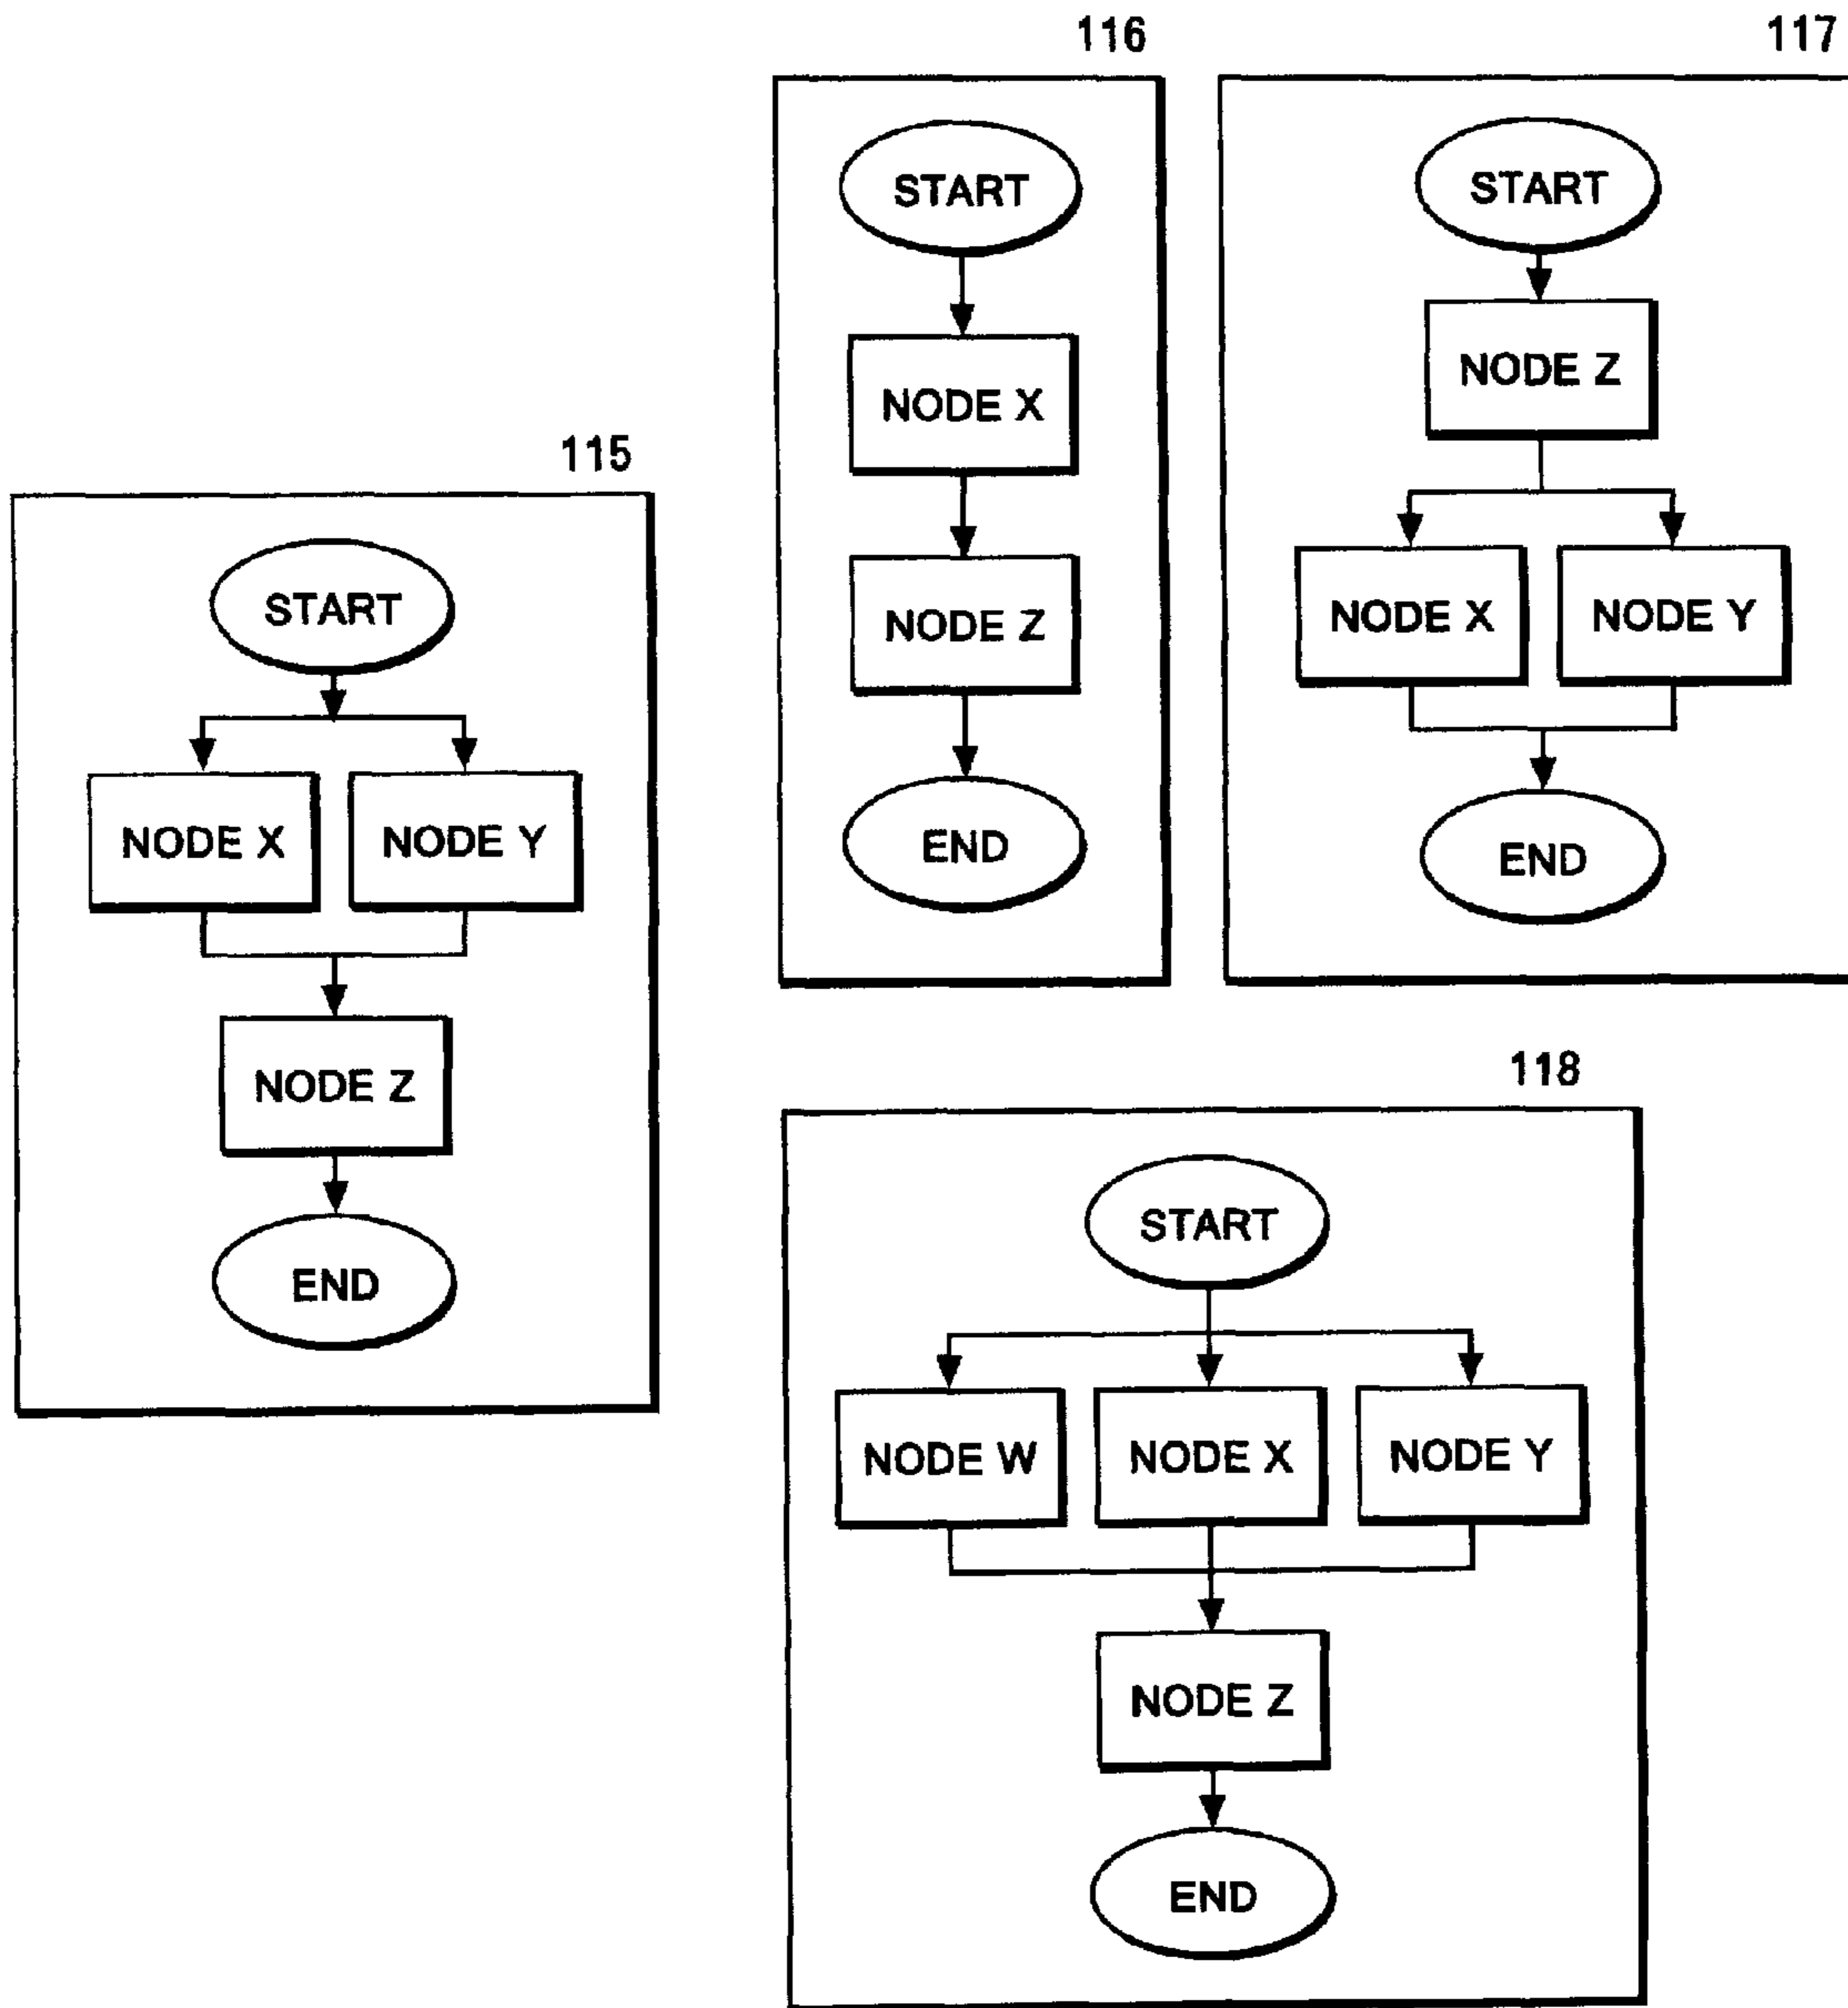 115
START
NODE X
NODE Y
NODE Z
END
116
START
NODE X
NODE Z
END
117
START
NODE Z
NODE X
NODE Y
END
118
START
NODE W
NODE X
NODE Y
NODE Z
END